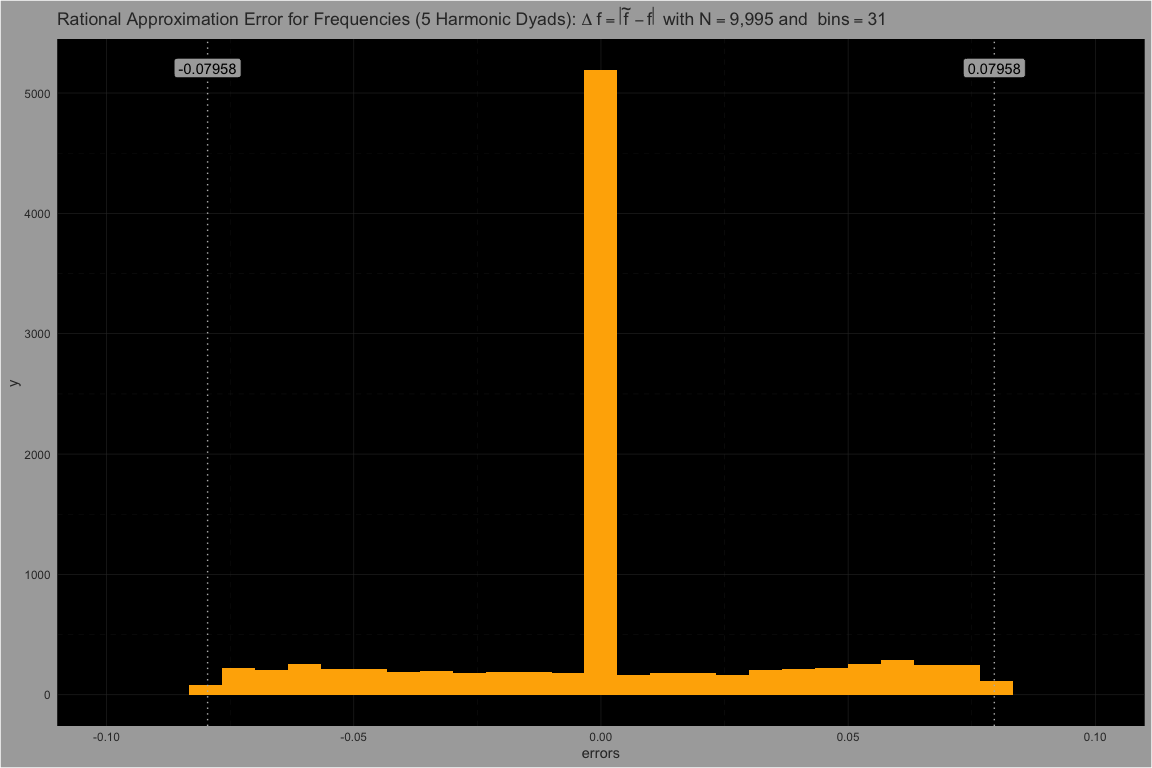 Rational Approximation Error for Frequencies (5 Harmonic Dyads): Δ f = |f̃ − f| with N = 9,995 and bins = 31
-0.07958 0.07958
5000
4000
3000
2000
1000
0
y
-0.10 -0.05 0.00 0.05 0.10
errors